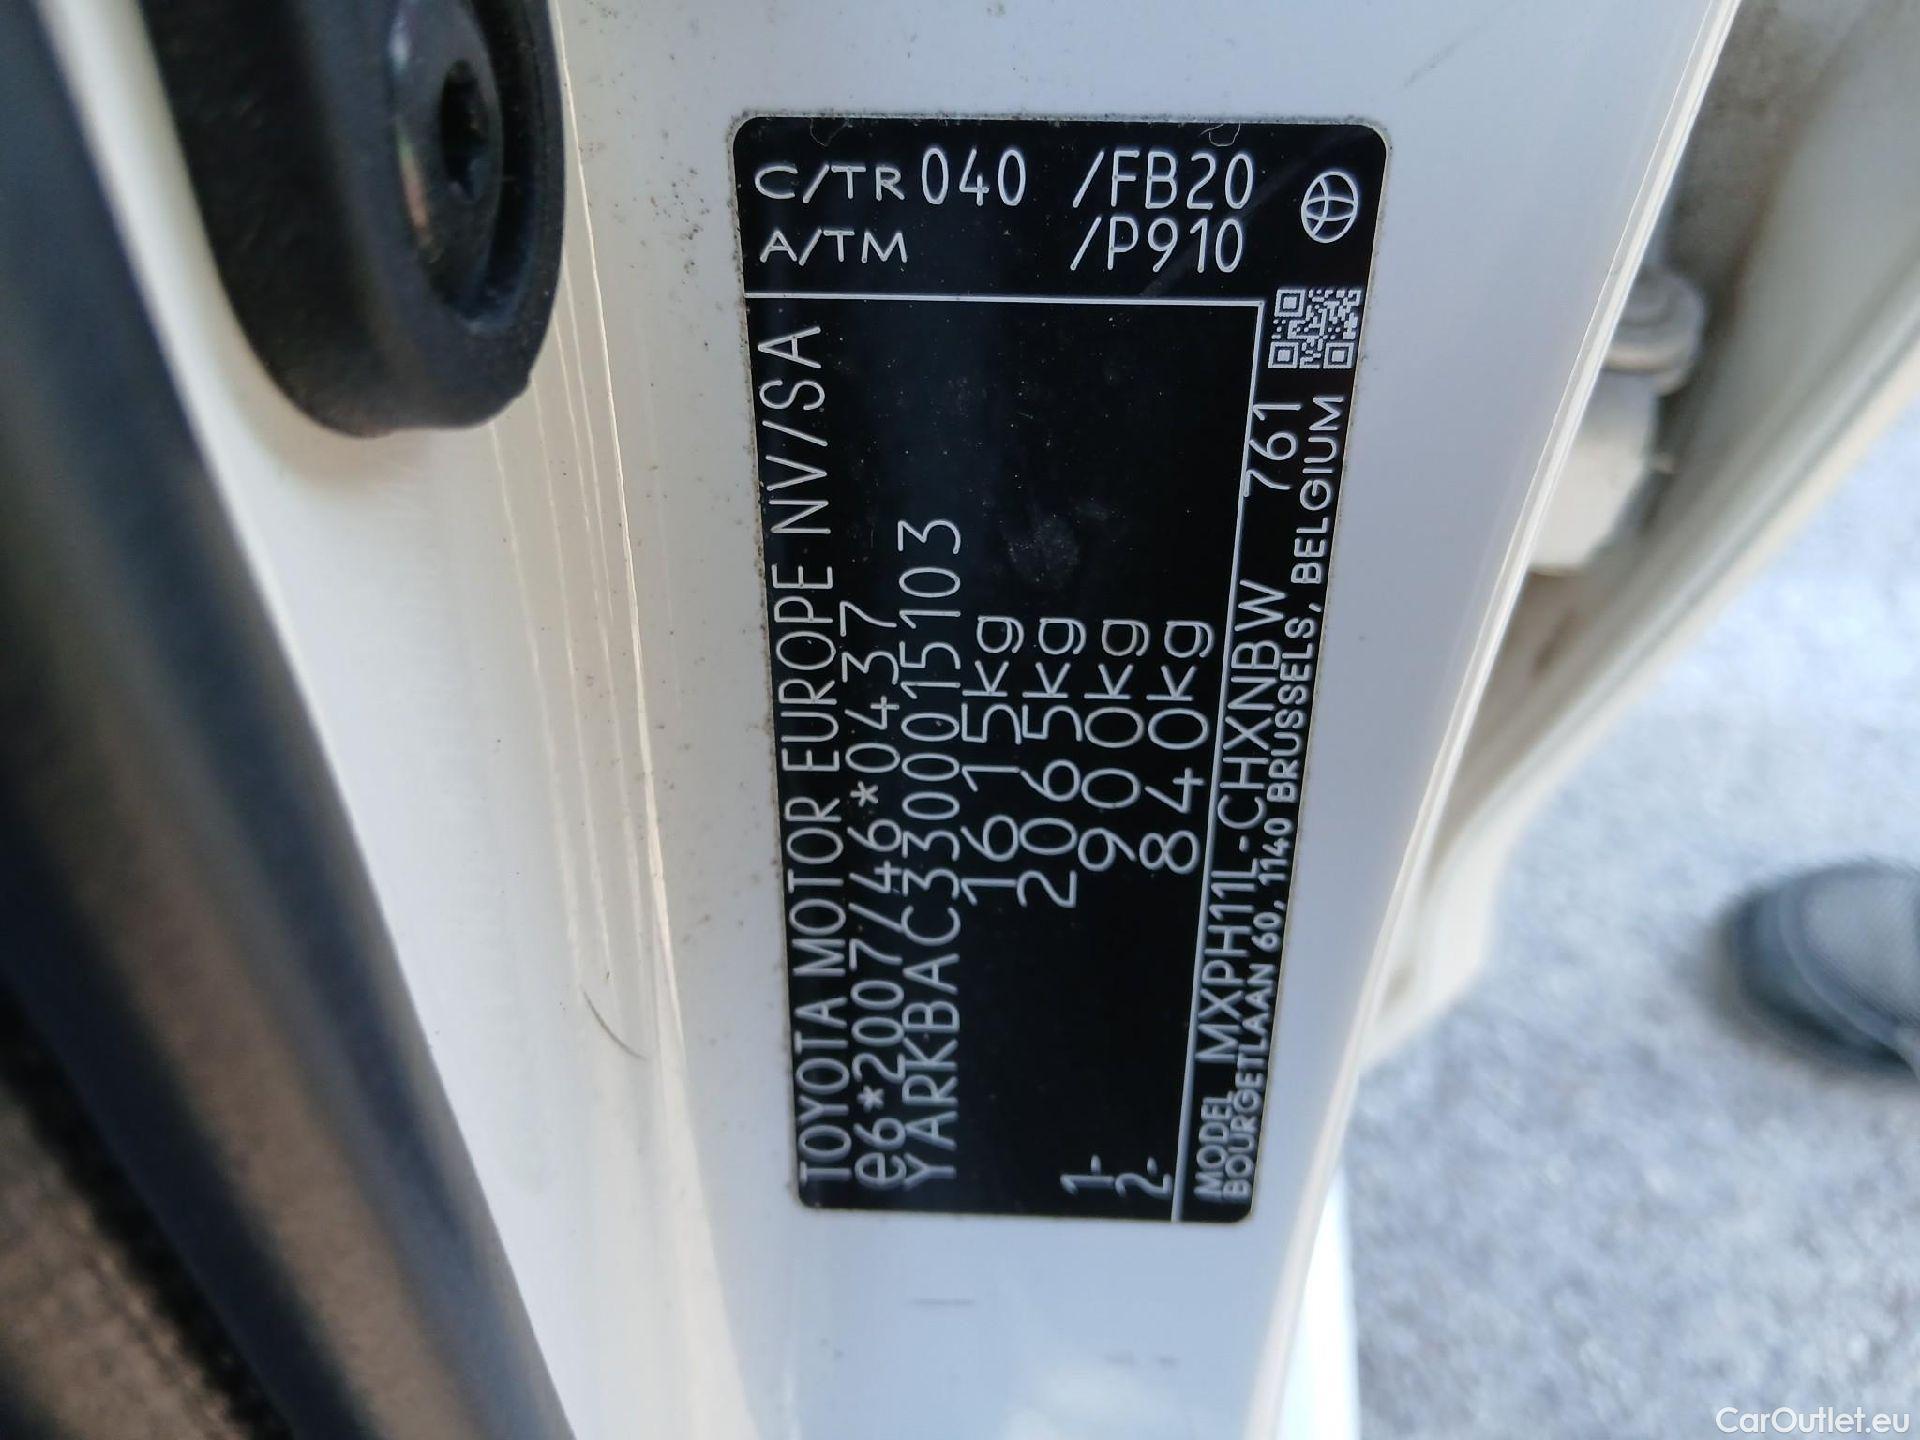 C/TR 040 /FB20
A/TM /P910
TOYOTA MOTOR EUROPE NV/SA
e6*2007/46*0437
YARKBAC3300015103
1615kg
2065kg
1- 900kg
2- 840kg
MODEL MXPH11L-CHXNBW 761
BOURGETLAAN 60, 1140 BRUSSELS, BELGIUM
CarOutlet.eu